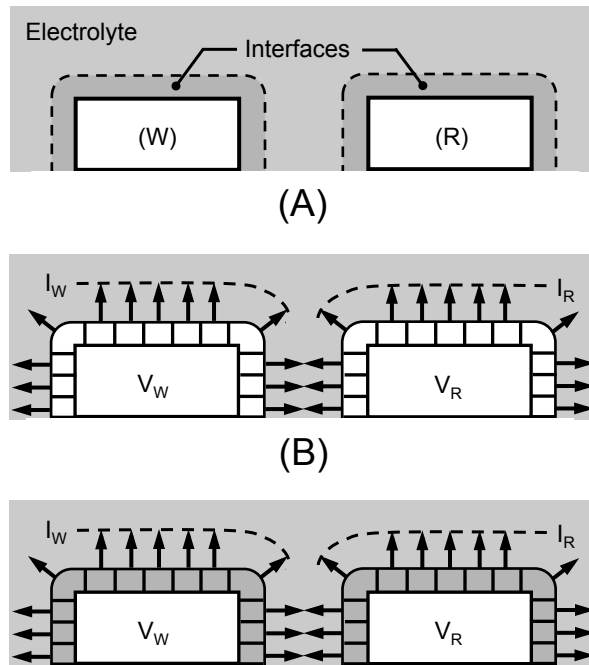 Electrolyte
Interfaces
(W) (R)
(A)
I_W I_R
V_W V_R
(B)
I_W I_R
V_W V_R